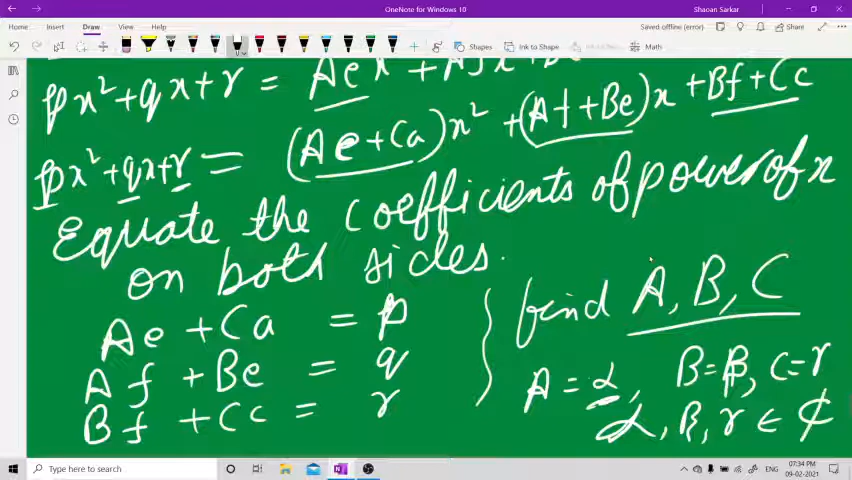 OneNote for Windows 10
Shaoan Sarkar
Home Insert Draw View Help
Saved offline (error)
Share
Shapes Ink to Shape Math
px² + qx + r =
px² + qx + r = (Ae + Ca)x² + (Af + Be)x + Bf + Cc
Equate the coefficients of power of x
on both sides.
Ae + Ca = p
Af + Be = q
Bf + Cc = r
find A, B, C
A = α, B = β, C = γ
α, β, γ ∈ ₵
Type here to search
ENG
07:34 PM
09-02-2021